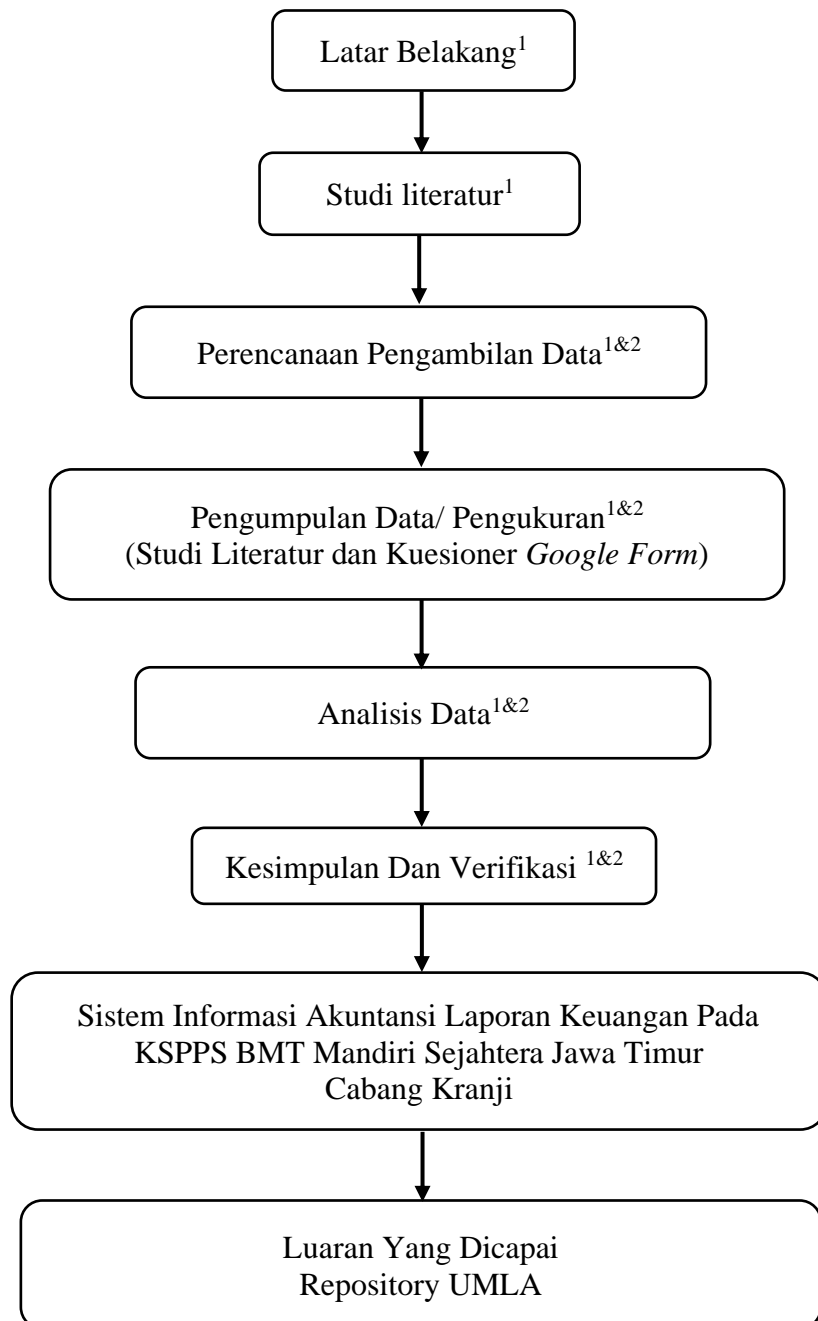 Latar Belakang¹
Studi literatur¹
Perencanaan Pengambilan Data¹&²
Pengumpulan Data/ Pengukuran¹&²
(Studi Literatur dan Kuesioner Google Form)
Analisis Data¹&²
Kesimpulan Dan Verifikasi ¹&²
Sistem Informasi Akuntansi Laporan Keuangan Pada
KSPPS BMT Mandiri Sejahtera Jawa Timur
Cabang Kranji
Luaran Yang Dicapai
Repository UMLA